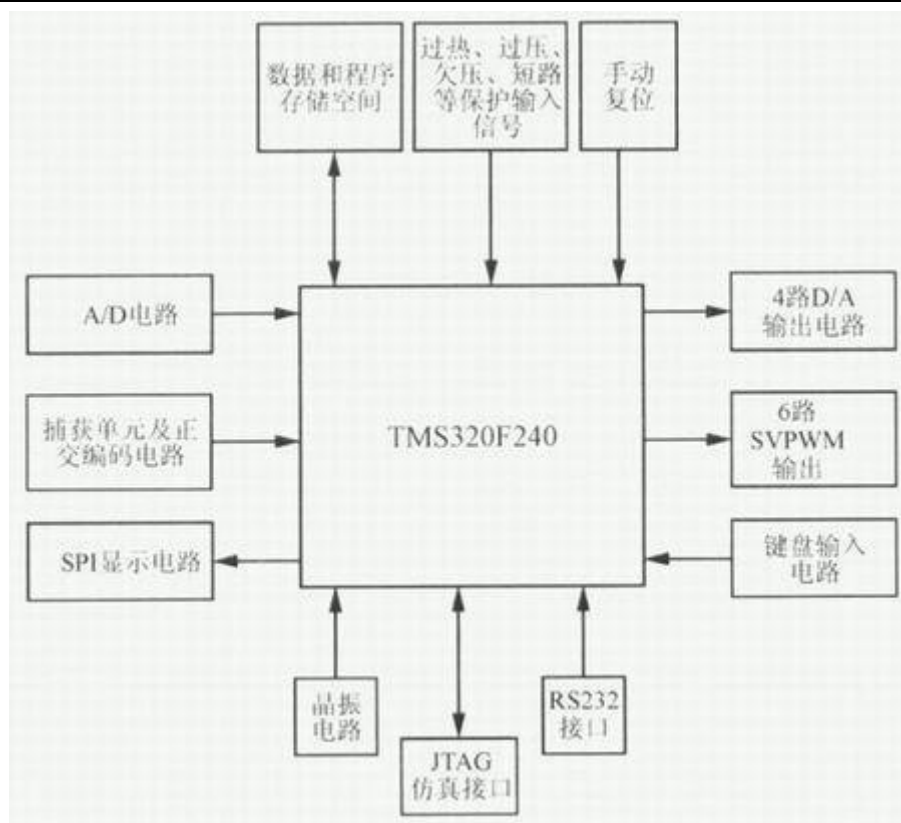 数据和程序
存储空间
过热、过压、
欠压、短路
等保护输入
信号
手动
复位
A/D电路
4路D/A
输出电路
捕获单元及正
交编码电路
TMS320F240
6路
SVPWM
输出
SPI显示电路
键盘输入
电路
晶振
电路
JTAG
仿真接口
RS232
接口